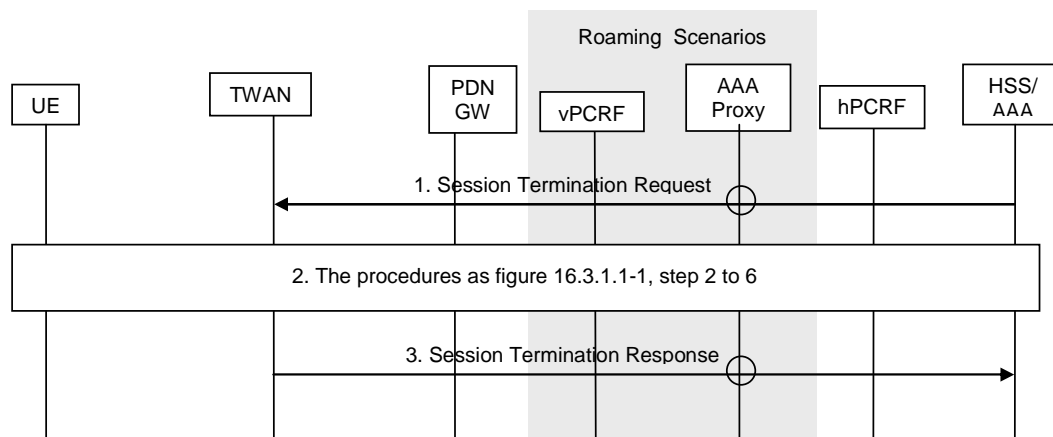 Roaming Scenarios
UE
TWAN
PDN
GW
vPCRF
AAA
Proxy
hPCRF
HSS/
AAA
1. Session Termination Request
2. The procedures as figure 16.3.1.1-1, step 2 to 6
3. Session Termination Response